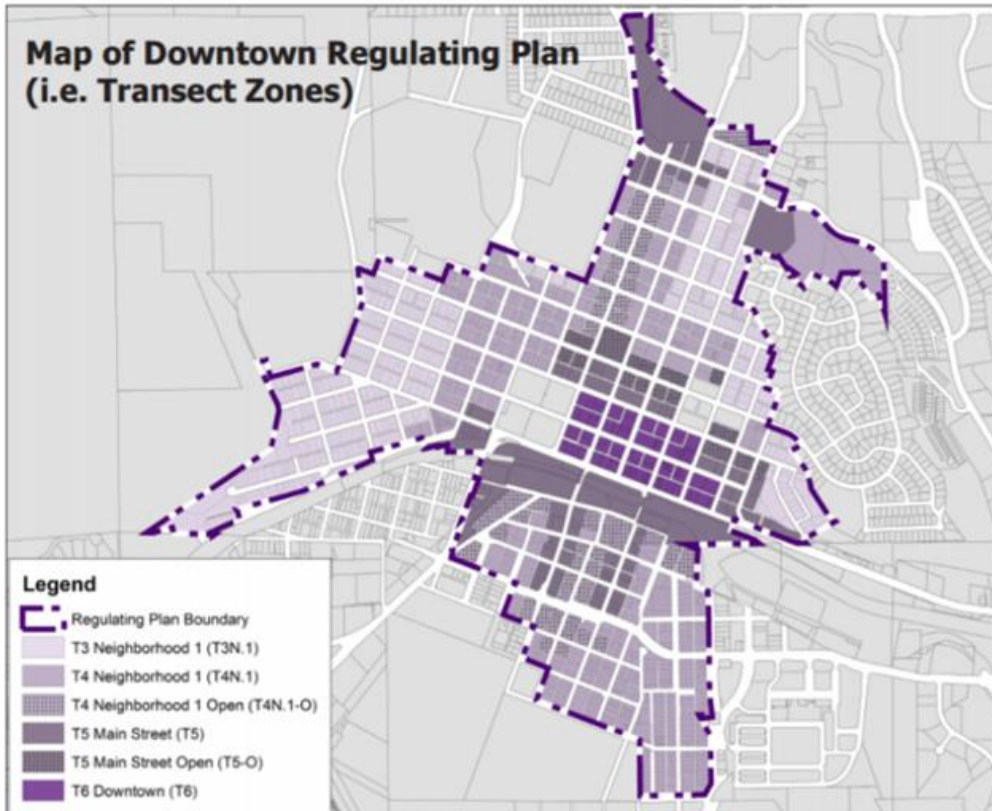 Map of Downtown Regulating Plan
(i.e. Transect Zones)
Legend
Regulating Plan Boundary
T3 Neighborhood 1 (T3N.1)
T4 Neighborhood 1 (T4N.1)
T4 Neighborhood 1 Open (T4N.1-O)
T5 Main Street (T5)
T5 Main Street Open (T5-O)
T6 Downtown (T6)